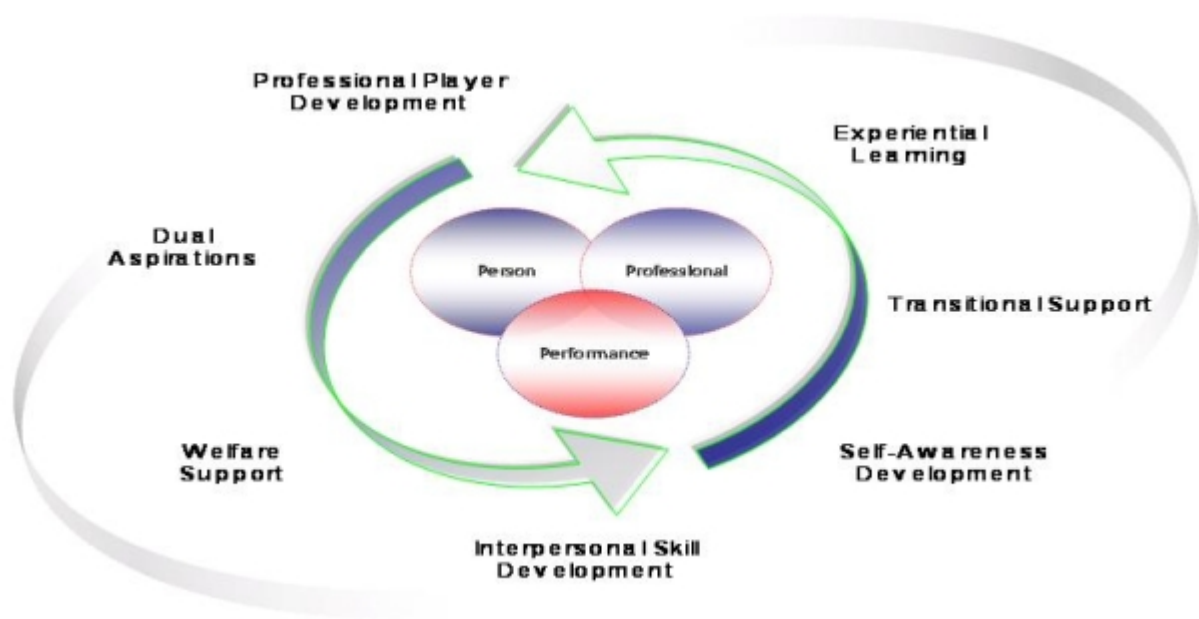 Professional Player
Development
Experiential
Learning
Dual
Aspirations
Person
Professional
Transitional Support
Performance
Welfare
Support
Self-Awareness
Development
Interpersonal Skill
Development